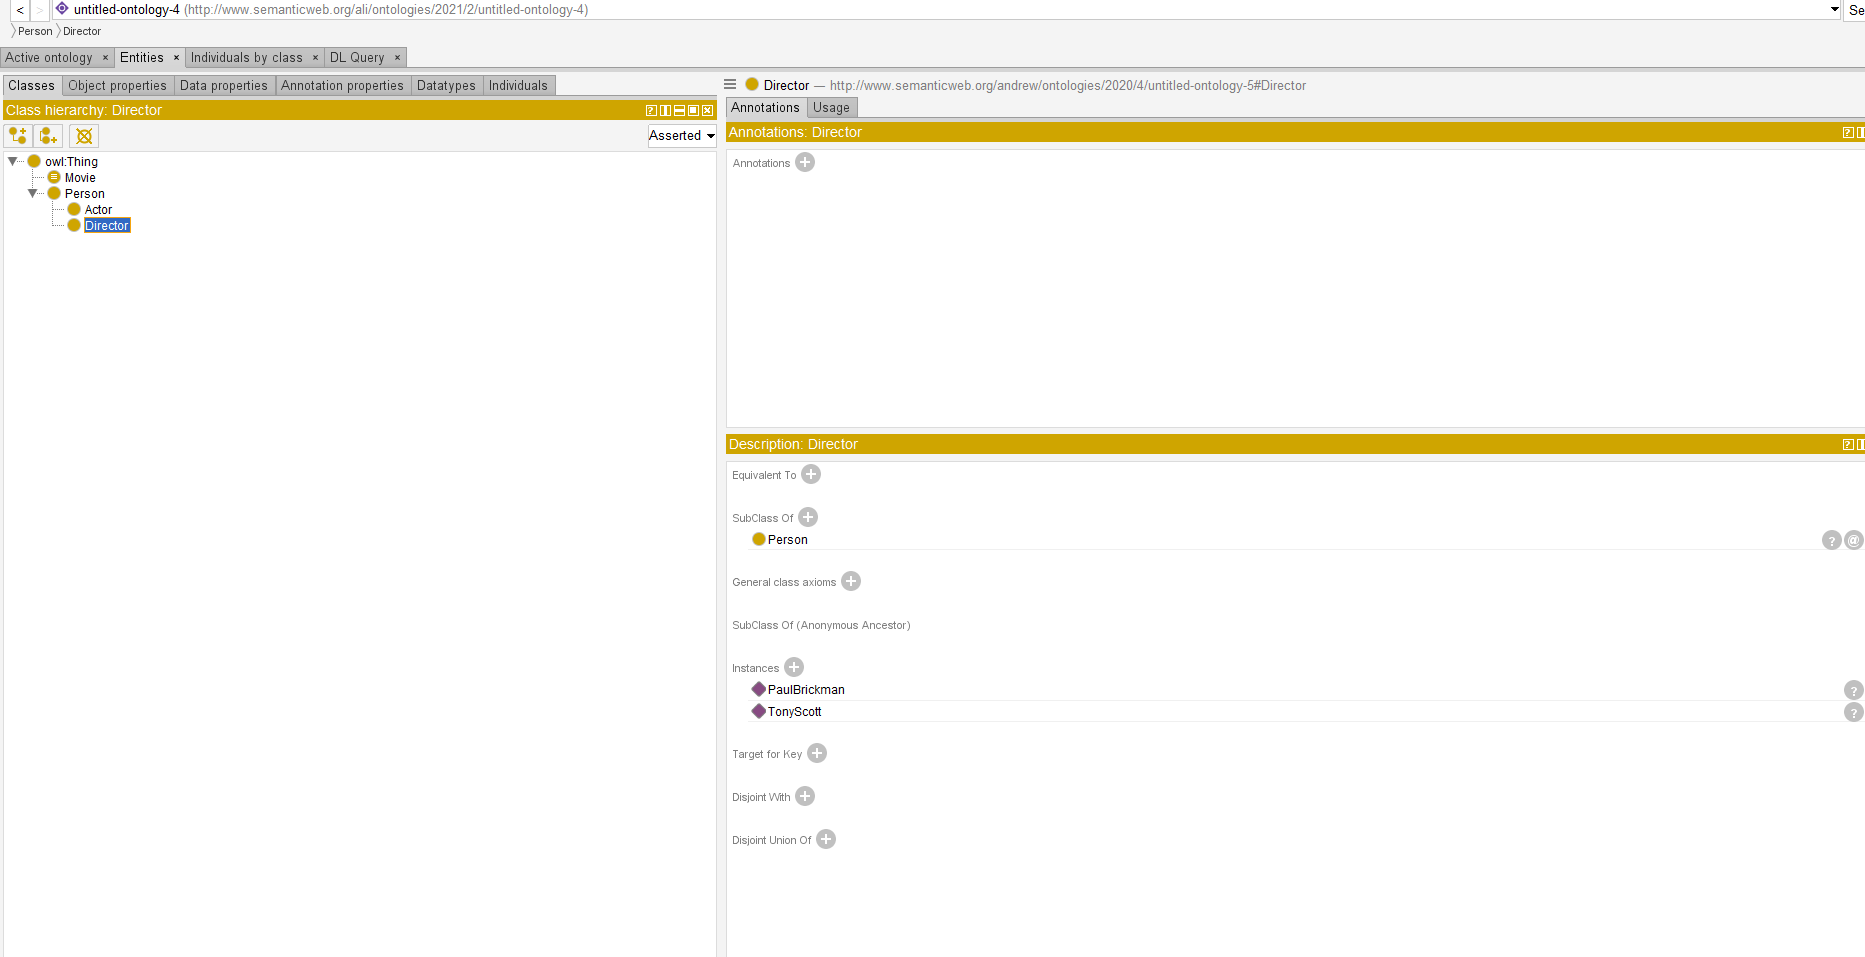 < > untitled-ontology-4 (http://www.semanticweb.org/ali/ontologies/2021/2/untitled-ontology-4) Se
Person Director
Active ontology × Entities × Individuals by class × DL Query ×
Classes Object properties Data properties Annotation properties Datatypes Individuals
Class hierarchy: Director
Asserted
owl:Thing
Movie
Person
Actor
Director
Director — http://www.semanticweb.org/andrew/ontologies/2020/4/untitled-ontology-5#Director
Annotations Usage
Annotations: Director
Annotations
Description: Director
Equivalent To
SubClass Of
Person
General class axioms
SubClass Of (Anonymous Ancestor)
Instances
PaulBrickman
TonyScott
Target for Key
Disjoint With
Disjoint Union Of